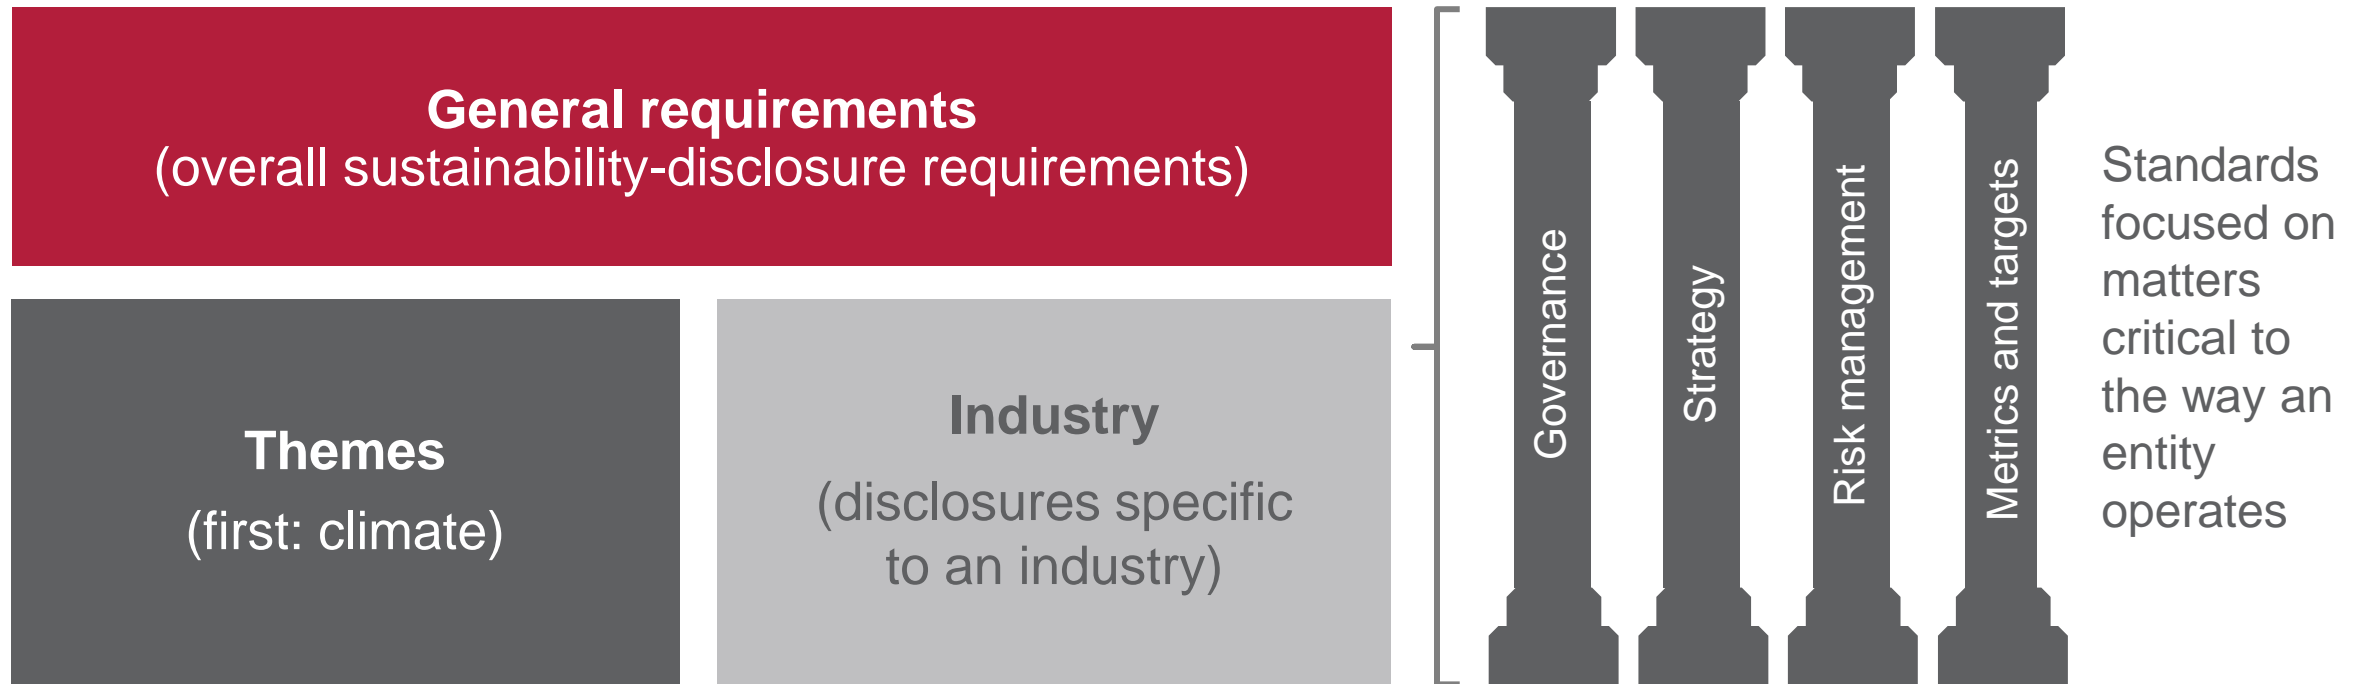 General requirements
(overall sustainability-disclosure requirements)
Themes
(first: climate)
Industry
(disclosures specific
to an industry)
Governance
Strategy
Risk management
Metrics and targets
Standards
focused on
matters
critical to
the way an
entity
operates